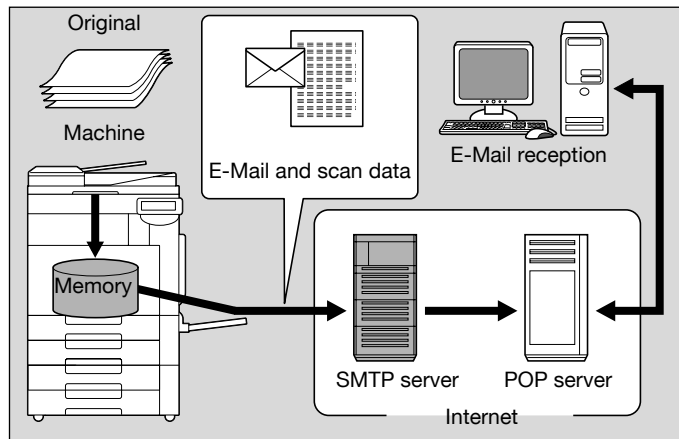 Original
Machine
Memory
E-Mail and scan data
E-Mail reception
SMTP server
POP server
Internet